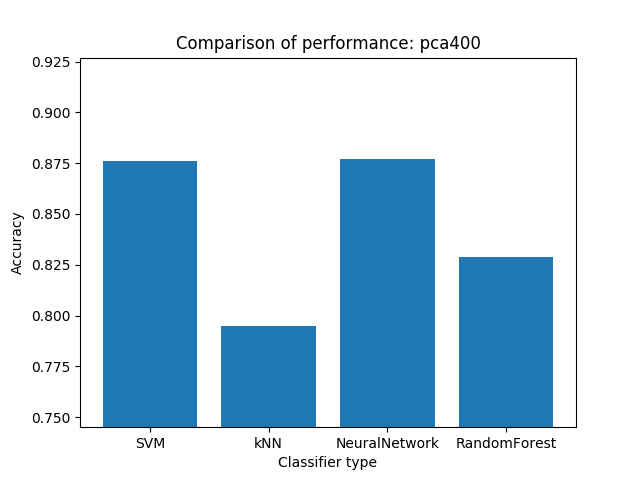 Comparison of performance: pca400
0.925
0.900
0.875
0.850
0.825
0.800
0.775
0.750
Accuracy
SVM
kNN
NeuralNetwork
RandomForest
Classifier type